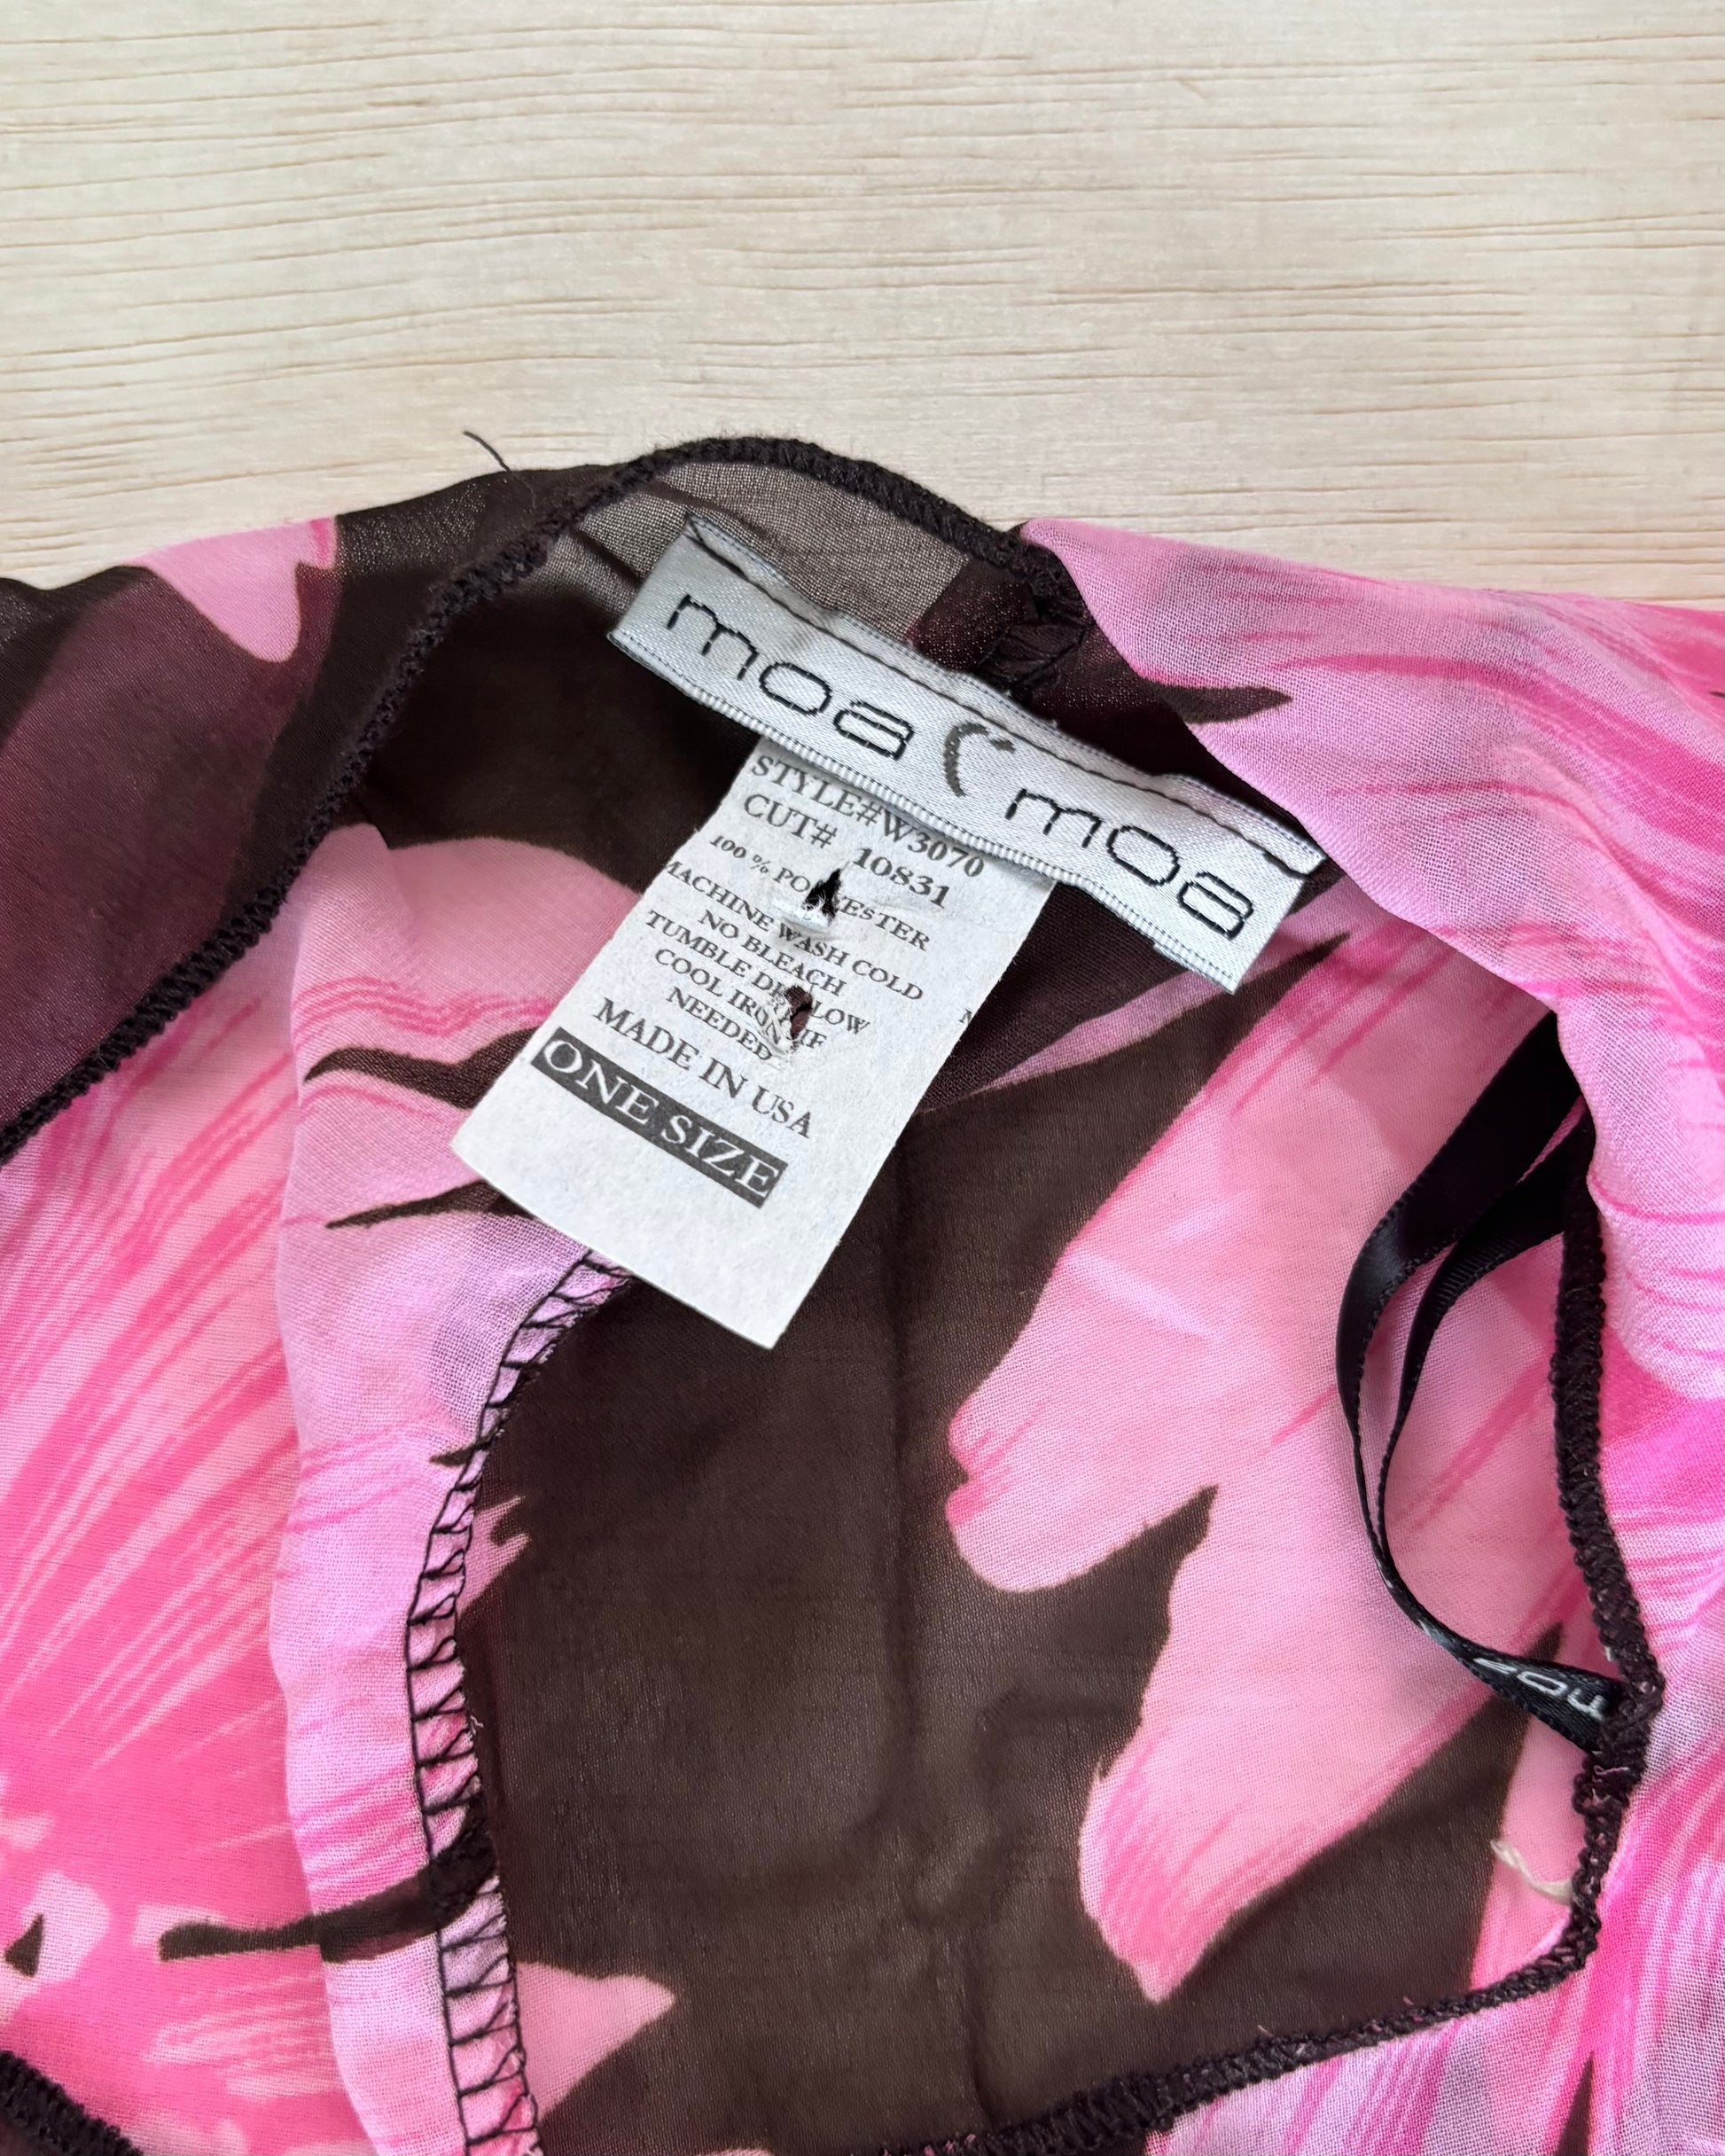 moa moa
STYLE#W3070
CUT# 10831
100 % POLYESTER
MACHINE WASH COLD
NO BLEACH
TUMBLE DRY LOW
COOL IRON IF
NEEDED
MADE IN USA
ONE SIZE
moa